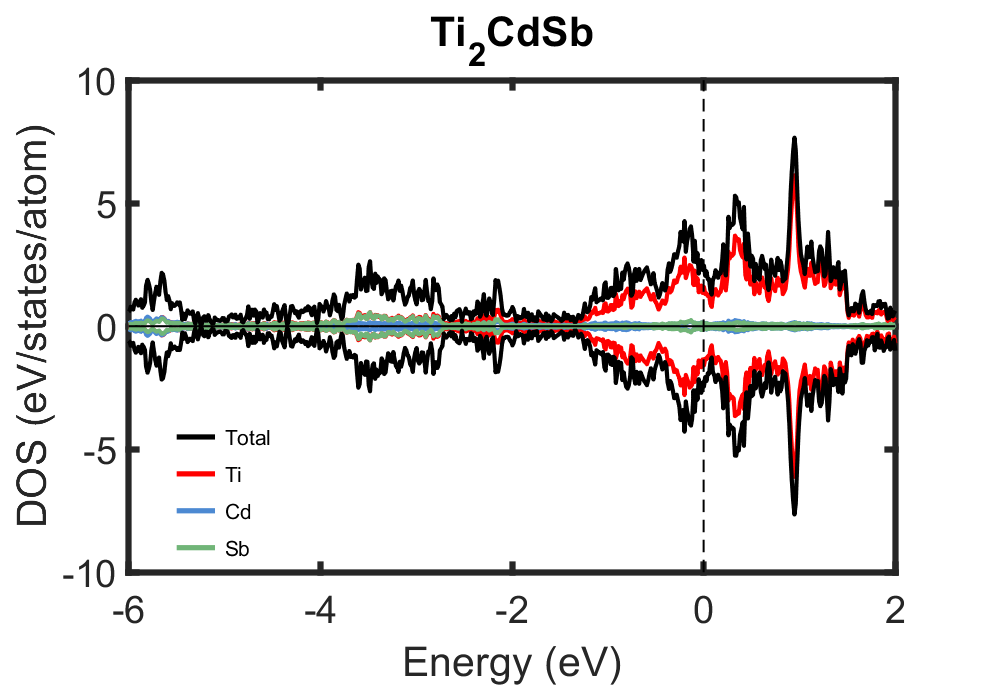 Ti2CdSb
DOS (eV/states/atom)
10
5
0
-5
-10
Total
Ti
Cd
Sb
-6 -4 -2 0 2
Energy (eV)